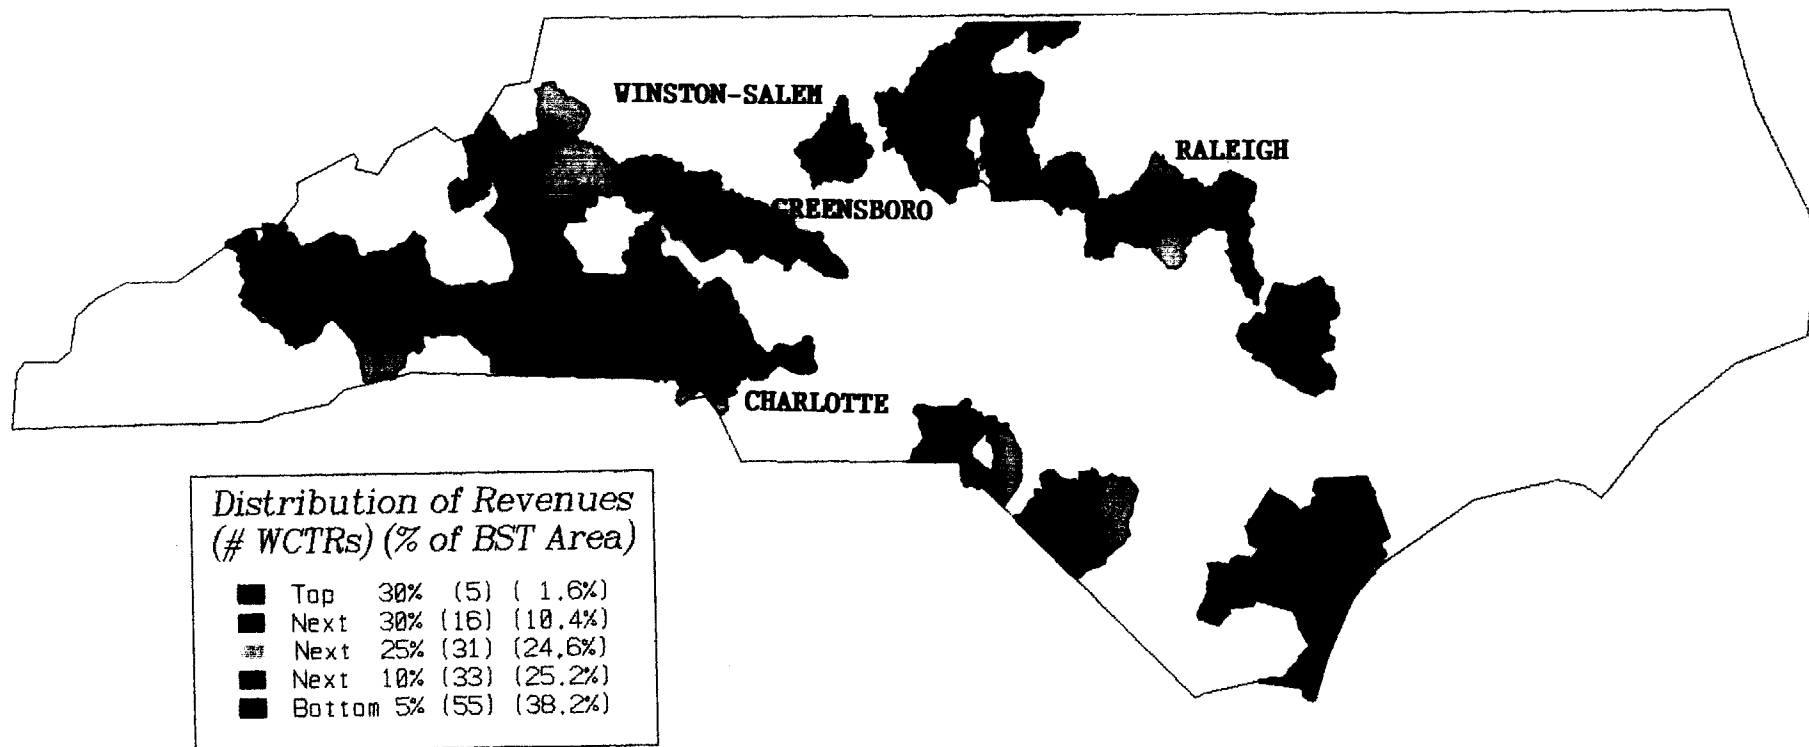 WINSTON-SALEM
RALEIGH
GREENSBORO
CHARLOTTE
Distribution of Revenues
(# WCTRs) (% of BST Area)
Top 30% (5) ( 1.6%)
Next 30% (16) (10.4%)
Next 25% (31) (24.6%)
Next 10% (33) (25.2%)
Bottom 5% (55) (38.2%)